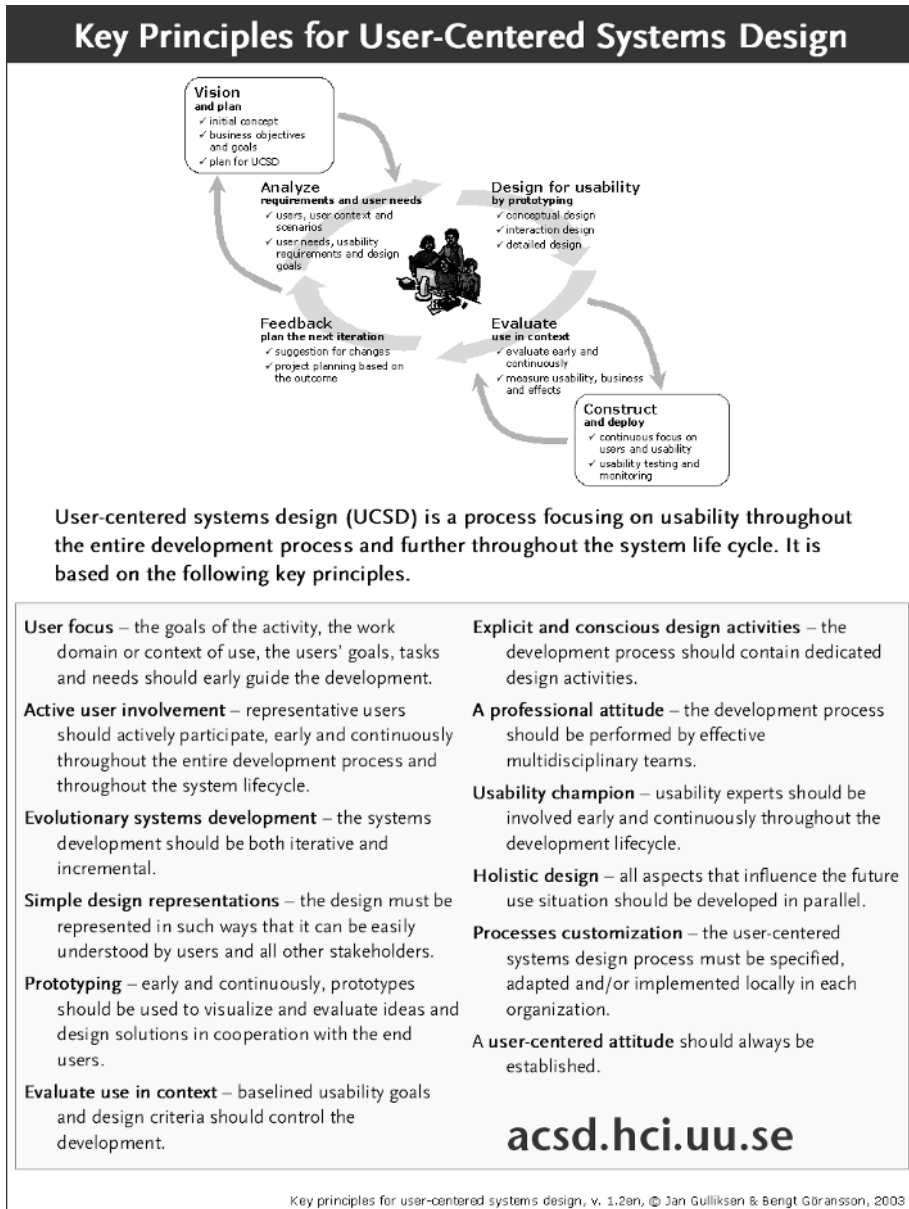 Key Principles for User-Centered Systems Design
Vision
and plan
✓ initial concept
✓ business objectives
and goals
✓ plan for UCSD
Analyze
requirements and user needs
✓ users, user context and
scenarios
✓ user needs, usability
requirements and design
goals
Design for usability
by prototyping
✓ conceptual design
✓ interaction design
✓ detailed design
Feedback
plan the next iteration
✓ suggestion for changes
✓ project planning based on
the outcome
Evaluate
use in context
✓ evaluate early and
continuously
✓ measure usability, business
and effects
Construct
and deploy
✓ continuous focus on
users and usability
✓ usability testing and
monitoring
User-centered systems design (UCSD) is a process focusing on usability throughout
the entire development process and further throughout the system life cycle. It is
based on the following key principles.
User focus – the goals of the activity, the work
domain or context of use, the users' goals, tasks
and needs should early guide the development.
Active user involvement – representative users
should actively participate, early and continuously
throughout the entire development process and
throughout the system lifecycle.
Evolutionary systems development – the systems
development should be both iterative and
incremental.
Simple design representations – the design must be
represented in such ways that it can be easily
understood by users and all other stakeholders.
Prototyping – early and continuously, prototypes
should be used to visualize and evaluate ideas and
design solutions in cooperation with the end
users.
Evaluate use in context – baselined usability goals
and design criteria should control the
development.
Explicit and conscious design activities – the
development process should contain dedicated
design activities.
A professional attitude – the development process
should be performed by effective
multidisciplinary teams.
Usability champion – usability experts should be
involved early and continuously throughout the
development lifecycle.
Holistic design – all aspects that influence the future
use situation should be developed in parallel.
Processes customization – the user-centered
systems design process must be specified,
adapted and/or implemented locally in each
organization.
A user-centered attitude should always be
established.
acsd.hci.uu.se
Key principles for user-centered systems design, v. 1.2en, © Jan Gulliksen & Bengt Göransson, 2003